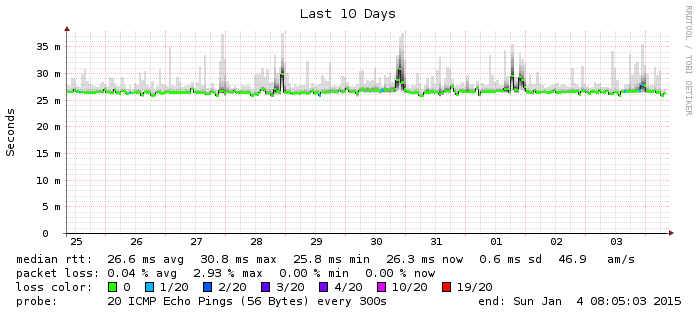 Last 10 Days
RRDTOOL / TOBI OETIKER
Seconds
35 m
30 m
25 m
20 m
15 m
10 m
5 m
0
25 26 27 28 29 30 31 01 02 03
median rtt: 26.6 ms avg 30.8 ms max 25.8 ms min 26.3 ms now 0.6 ms sd 46.9 am/s
packet loss: 0.04 % avg 2.93 % max 0.00 % min 0.00 % now
loss color: 0 1/20 2/20 3/20 4/20 10/20 19/20
probe: 20 ICMP Echo Pings (56 Bytes) every 300s end: Sun Jan 4 08:05:03 2015